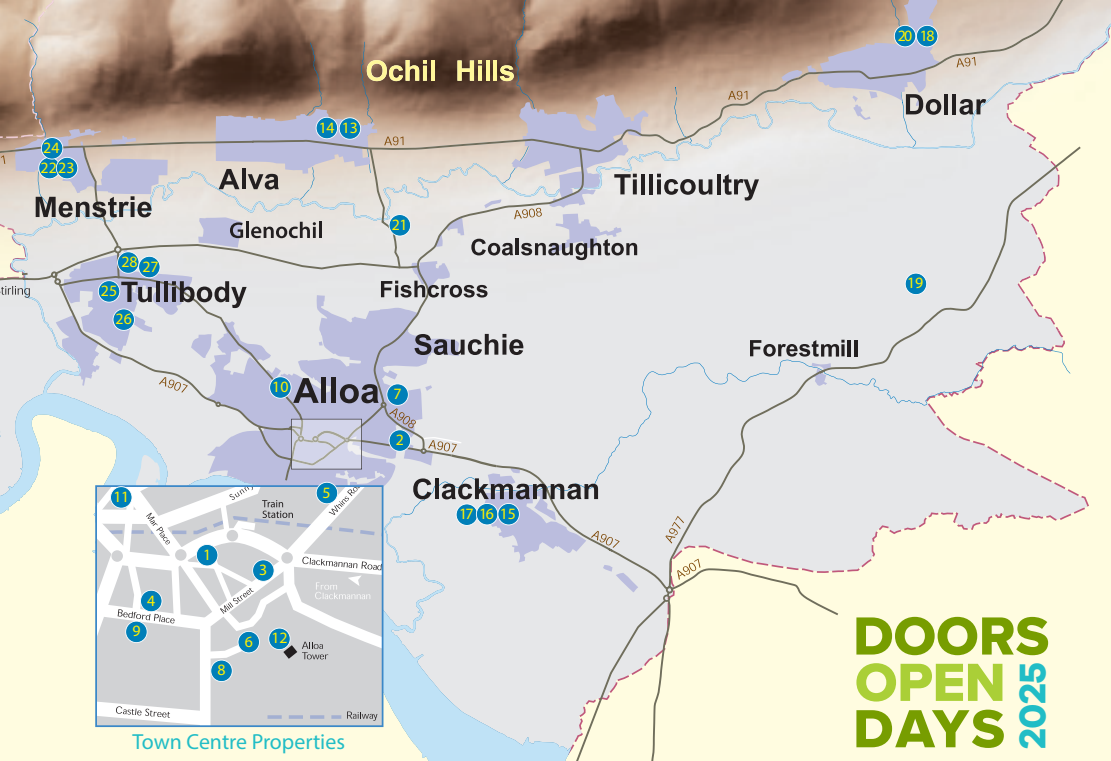 Ochil Hills
20
18
A91
Dollar
A91
14
13
A91
24
22
23
Alva
Tillicoultry
Menstrie
A908
21
Glenochil
Coalsnaughton
28
27
19
25
Tullibody
Fishcross
26
Sauchie
Forestmill
A907
10
Alloa
7
A908
2
A907
Clackmannan
17
16
15
A977
A907
A907
11
5
Whins
Train
Station
Mar Place
1
3
Clackmannan Road
From
Clackmannan
4
Mill Street
Bedford Place
9
6
12
Alloa
Tower
8
Castle Street
Railway
Town Centre Properties
DOORS
OPEN
DAYS
2025